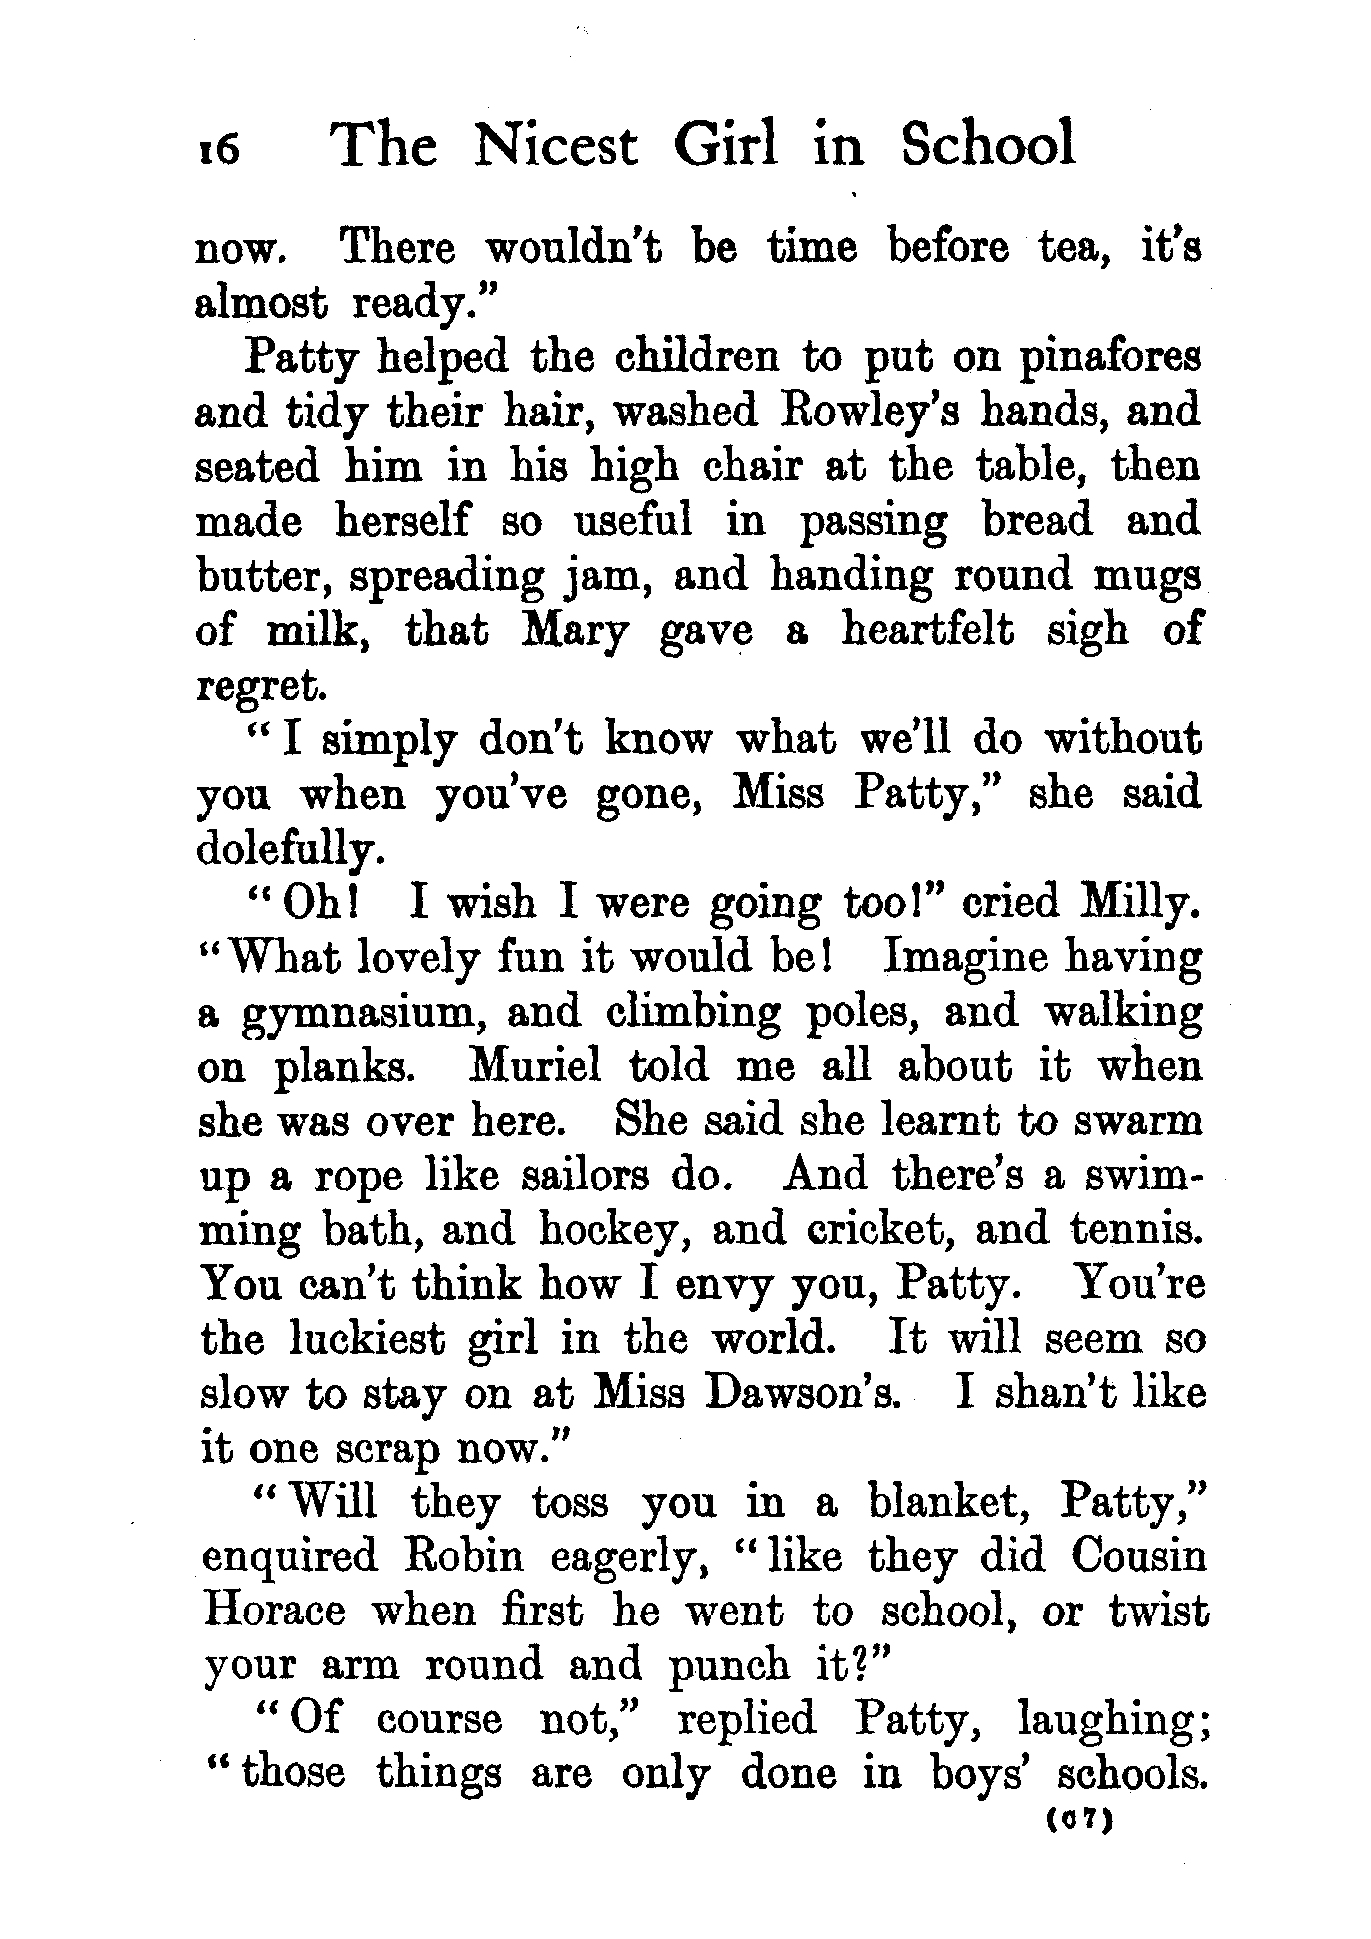 16 The Nicest Girl in School
now. There wouldn't be time before tea, it's
almost ready."
Patty helped the children to put on pinafores
and tidy their hair, washed Rowley's hands, and
seated him in his high chair at the table, then
made herself so useful in passing bread and
butter, spreading jam, and handing round mugs
of milk, that Mary gave a heartfelt sigh of
regret.
"I simply don't know what we'll do without
you when you've gone, Miss Patty," she said
dolefully.
"Oh! I wish I were going too!" cried Milly.
"What lovely fun it would be! Imagine having
a gymnasium, and climbing poles, and walking
on planks. Muriel told me all about it when
she was over here. She said she learnt to swarm
up a rope like sailors do. And there's a swim-
ming bath, and hockey, and cricket, and tennis.
You can't think how I envy you, Patty. You're
the luckiest girl in the world. It will seem so
slow to stay on at Miss Dawson's. I shan't like
it one scrap now."
"Will they toss you in a blanket, Patty,"
enquired Robin eagerly, "like they did Cousin
Horace when first he went to school, or twist
your arm round and punch it?"
"Of course not," replied Patty, laughing;
"those things are only done in boys' schools.
(C7)